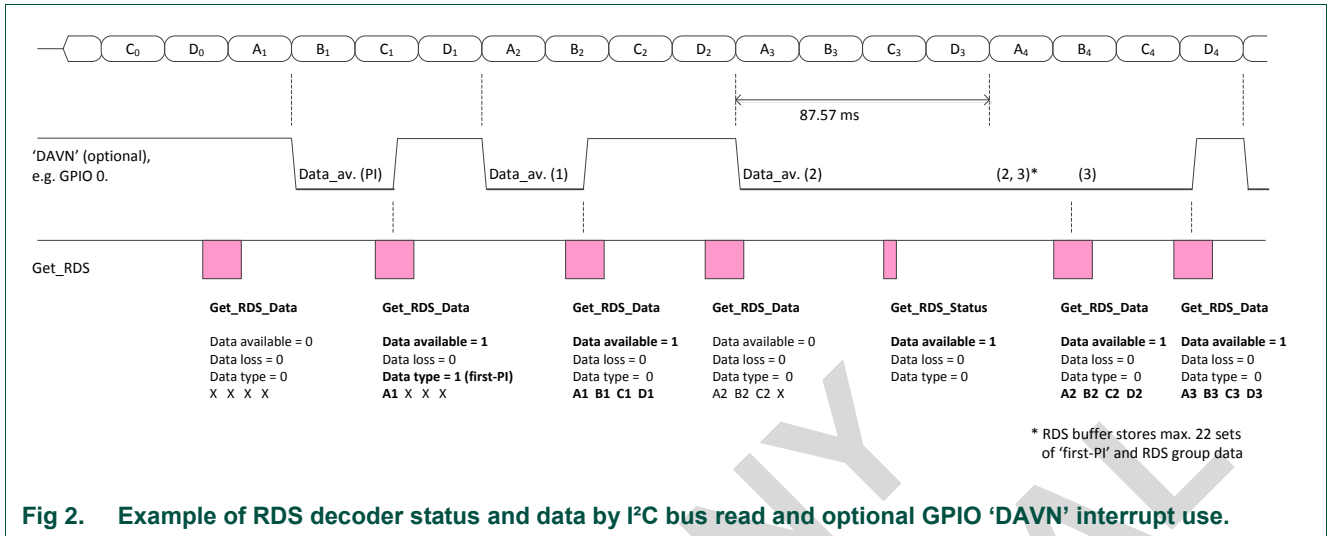 C0 D0 A1 B1 C1 D1 A2 B2 C2 D2 A3 B3 C3 D3 A4 B4 C4 D4
87.57 ms
'DAVN' (optional),
e.g. GPIO 0.
Data_av. (PI) Data_av. (1) Data_av. (2) (2, 3)* (3)
Get_RDS
Get_RDS_Data
Data available = 0
Data loss = 0
Data type = 0
X X X X
Get_RDS_Data
Data available = 1
Data loss = 0
Data type = 1 (first-PI)
A1 X X X
Get_RDS_Data
Data available = 1
Data loss = 0
Data type = 0
A1 B1 C1 D1
Get_RDS_Data
Data available = 0
Data loss = 0
Data type = 0
A2 B2 C2 X
Get_RDS_Status
Data available = 1
Data loss = 0
Data type = 0
Get_RDS_Data
Data available = 1
Data loss = 0
Data type = 0
A2 B2 C2 D2
Get_RDS_Data
Data available = 1
Data loss = 0
Data type = 0
A3 B3 C3 D3
* RDS buffer stores max. 22 sets
of 'first-PI' and RDS group data
Fig 2. Example of RDS decoder status and data by I²C bus read and optional GPIO 'DAVN' interrupt use.